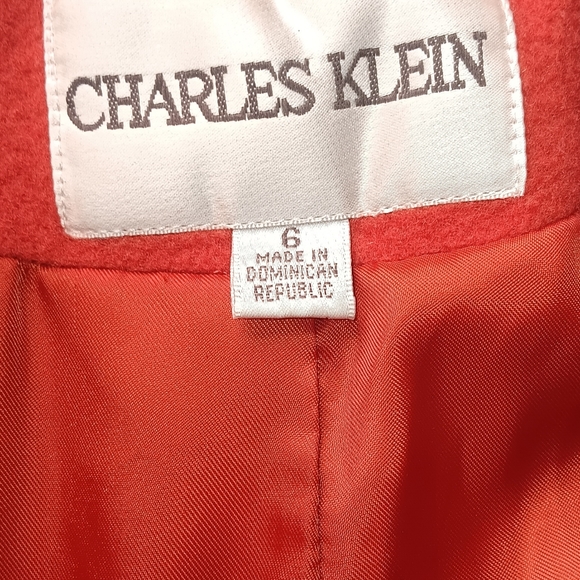 CHARLES KLEIN
6
MADE IN
DOMINICAN
REPUBLIC